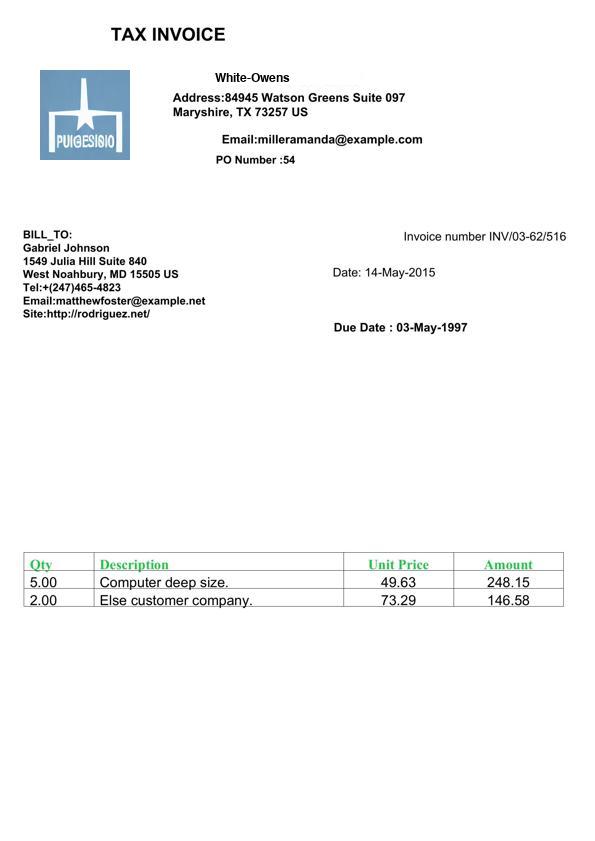 TAX INVOICE
White-Owens
Address:84945 Watson Greens Suite 097
Maryshire, TX 73257 US
PUIGESISIO
Email:milleramanda@example.com
PO Number :54
BILL_TO:
Gabriel Johnson
1549 Julia Hill Suite 840
West Noahbury, MD 15505 US
Tel:+(247)465-4823
Email:matthewfoster@example.net
Site:http://rodriguez.net/
Invoice number INV/03-62/516
Date: 14-May-2015
Due Date : 03-May-1997
Qty Description Unit Price Amount
5.00 Computer deep size. 49.63 248.15
2.00 Else customer company. 73.29 146.58